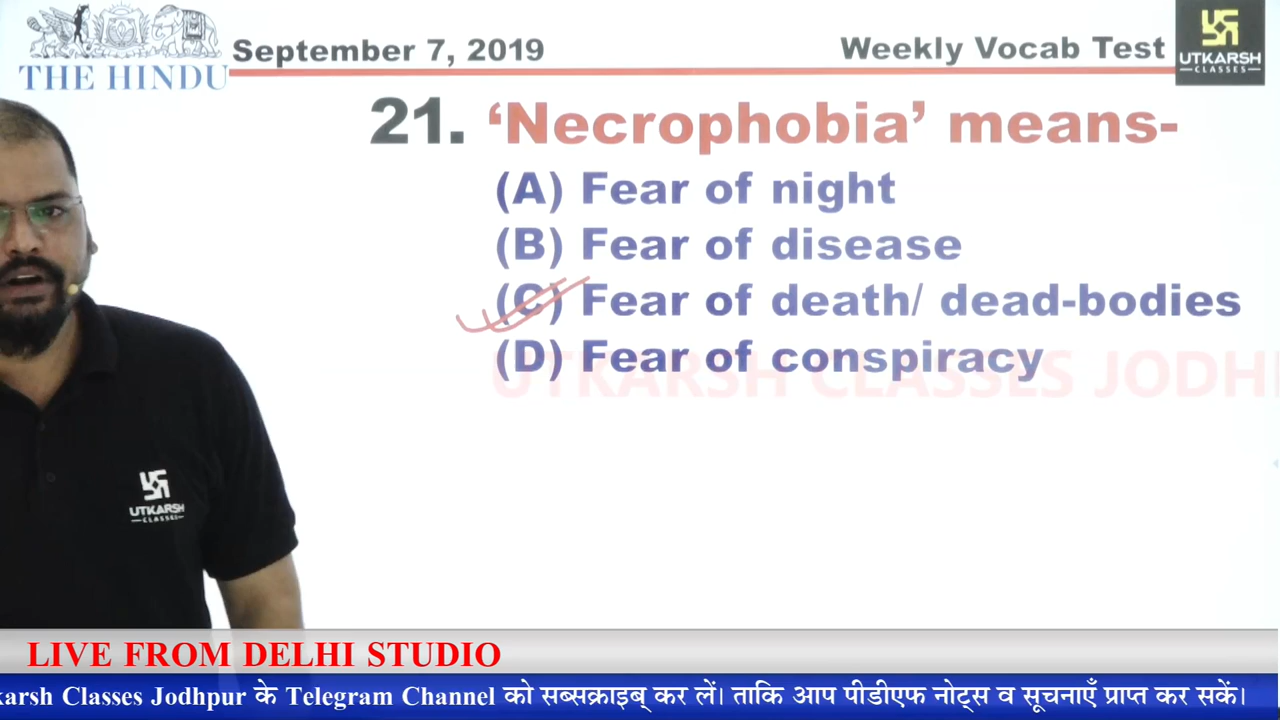 THE HINDU
September 7, 2019
Weekly Vocab Test
UTKARSH
CLASSES
21. ‘Necrophobia’ means-
(A) Fear of night
(B) Fear of disease
(C) Fear of death/ dead-bodies
(D) Fear of conspiracy
UTKARSH CLASSES JODH
UTKARSH
CLASSES
LIVE FROM DELHI STUDIO
karsh Classes Jodhpur के Telegram Channel को सब्सक्राइब् कर लें। ताकि आप पीडीएफ नोट्स व सूचनाएँ प्राप्त कर सकें।